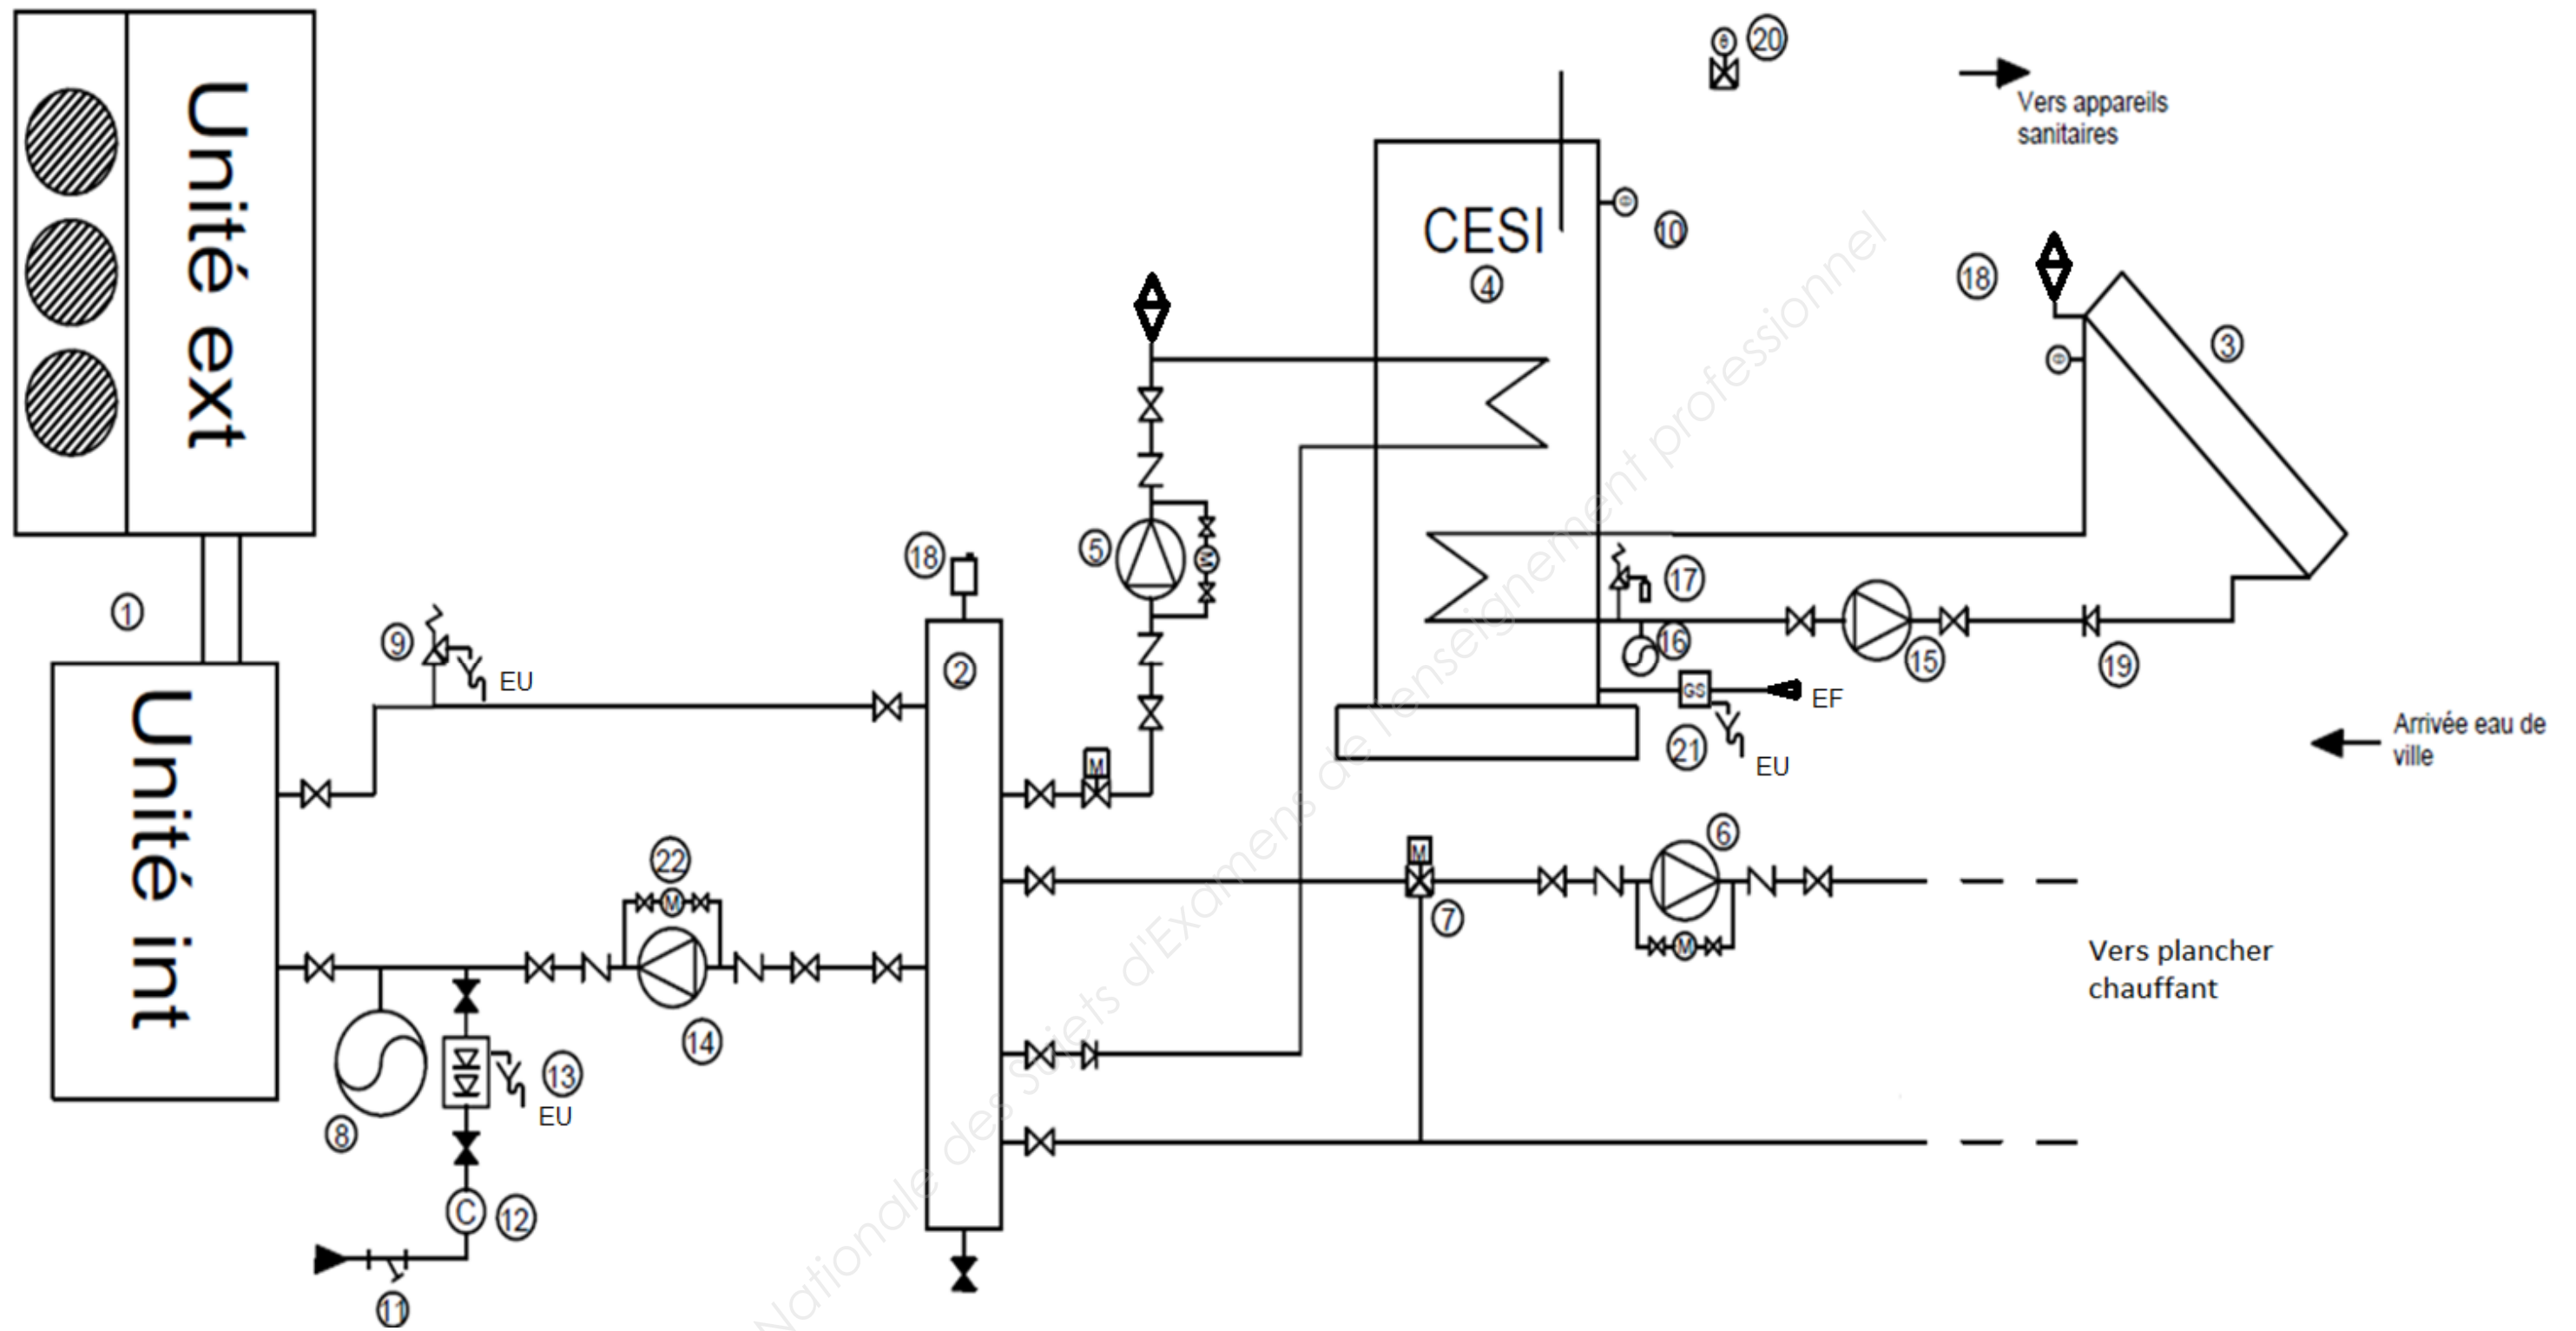 Unité ext
Unité int
1
9
EU
8
13
EU
C
12
11
22
M
14
18
2
5
M
M
CESI
4
θ
10
θ
20
Vers appareils
sanitaires
18
3
θ
17
16
15
19
GS
EF
21
EU
Arrivée eau de
ville
M
7
6
M
Vers plancher
chauffant
Nationale des Sujets d'Examens de l'enseignement professionnel